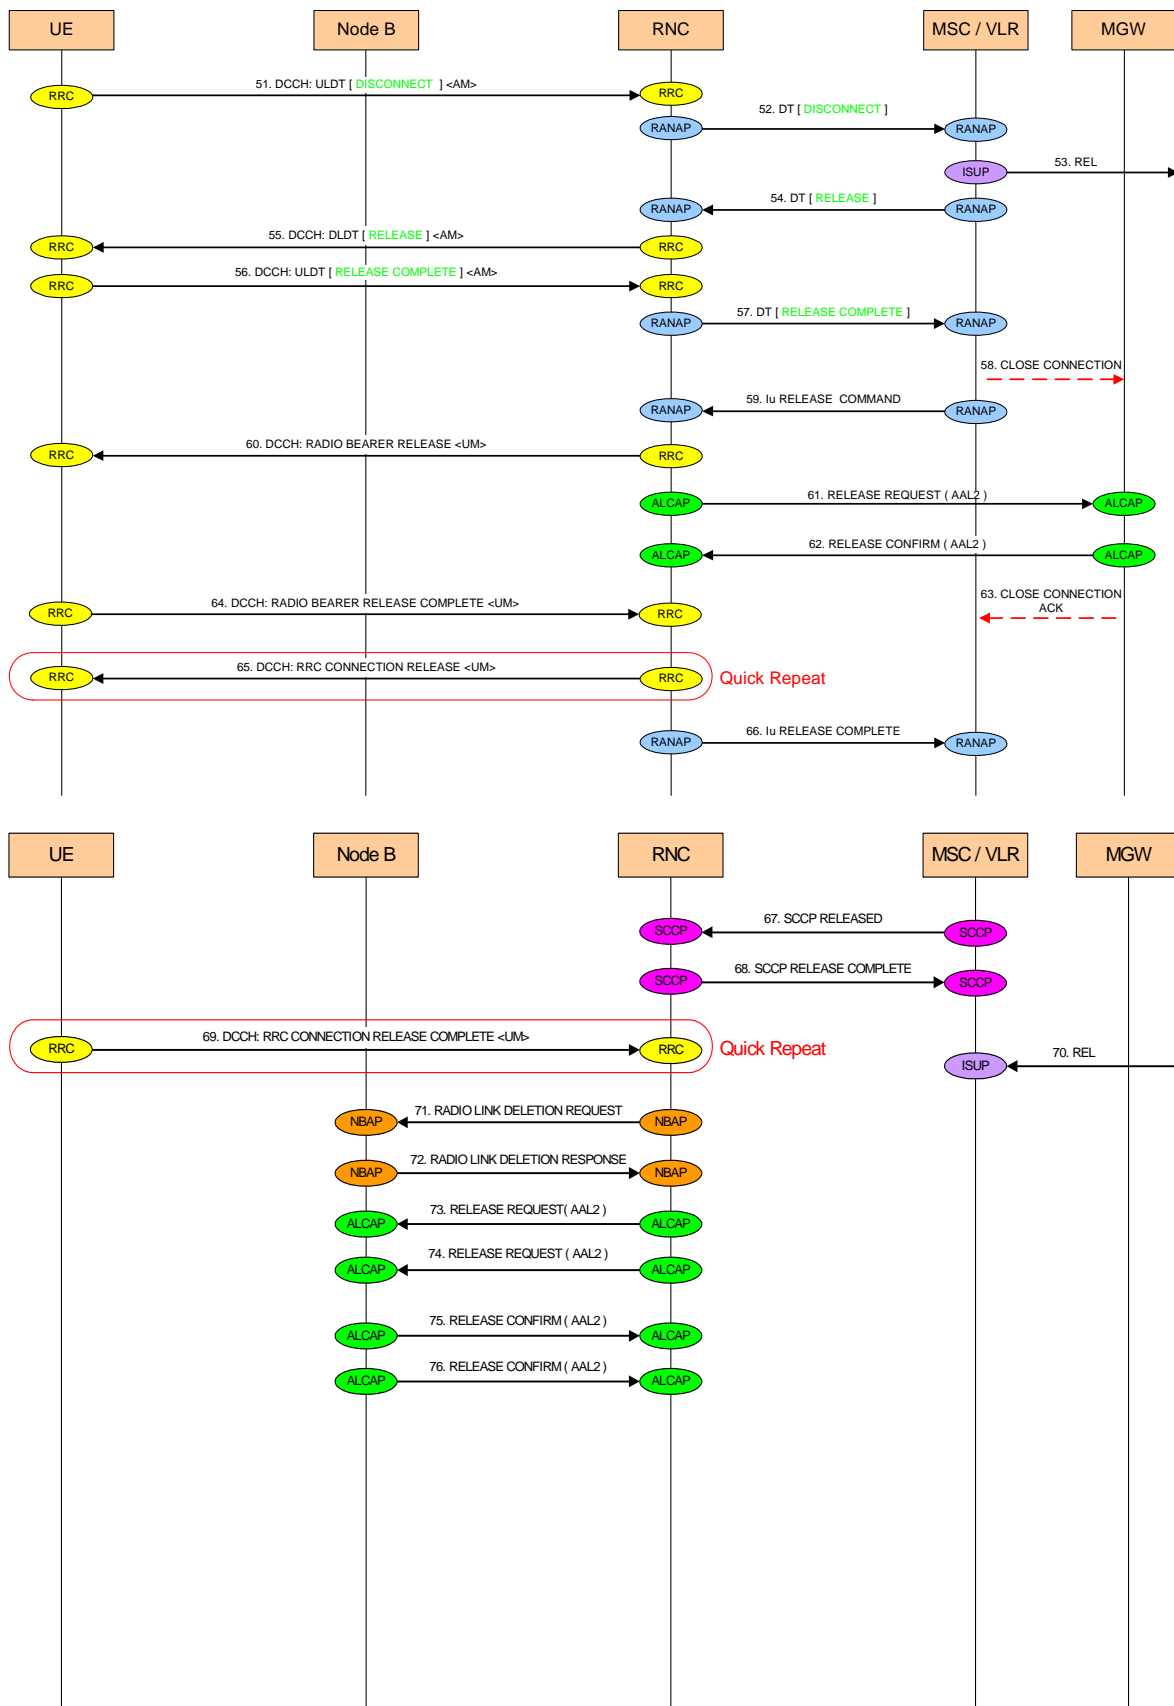 UE Node B RNC MSC / VLR MGW
51. DCCH: ULDT [ DISCONNECT ] <AM>
RRC RRC
52. DT [ DISCONNECT ]
RANAP RANAP
53. REL
ISUP
54. DT [ RELEASE ]
RANAP RANAP
55. DCCH: DLDT [ RELEASE ] <AM>
RRC RRC
56. DCCH: ULDT [ RELEASE COMPLETE ] <AM>
RRC RRC
57. DT [ RELEASE COMPLETE ]
RANAP RANAP
58. CLOSE CONNECTION
59. Iu RELEASE COMMAND
RANAP RANAP
60. DCCH: RADIO BEARER RELEASE <UM>
RRC RRC
61. RELEASE REQUEST ( AAL2 )
ALCAP ALCAP
62. RELEASE CONFIRM ( AAL2 )
ALCAP ALCAP
63. CLOSE CONNECTION
ACK
64. DCCH: RADIO BEARER RELEASE COMPLETE <UM>
RRC RRC
65. DCCH: RRC CONNECTION RELEASE <UM>
RRC RRC Quick Repeat
66. Iu RELEASE COMPLETE
RANAP RANAP
UE Node B RNC MSC / VLR MGW
67. SCCP RELEASED
SCCP SCCP
68. SCCP RELEASE COMPLETE
SCCP SCCP
69. DCCH: RRC CONNECTION RELEASE COMPLETE <UM>
RRC RRC Quick Repeat
70. REL
ISUP
71. RADIO LINK DELETION REQUEST
NBAP NBAP
72. RADIO LINK DELETION RESPONSE
NBAP NBAP
73. RELEASE REQUEST( AAL2 )
ALCAP ALCAP
74. RELEASE REQUEST ( AAL2 )
ALCAP ALCAP
75. RELEASE CONFIRM ( AAL2 )
ALCAP ALCAP
76. RELEASE CONFIRM ( AAL2 )
ALCAP ALCAP